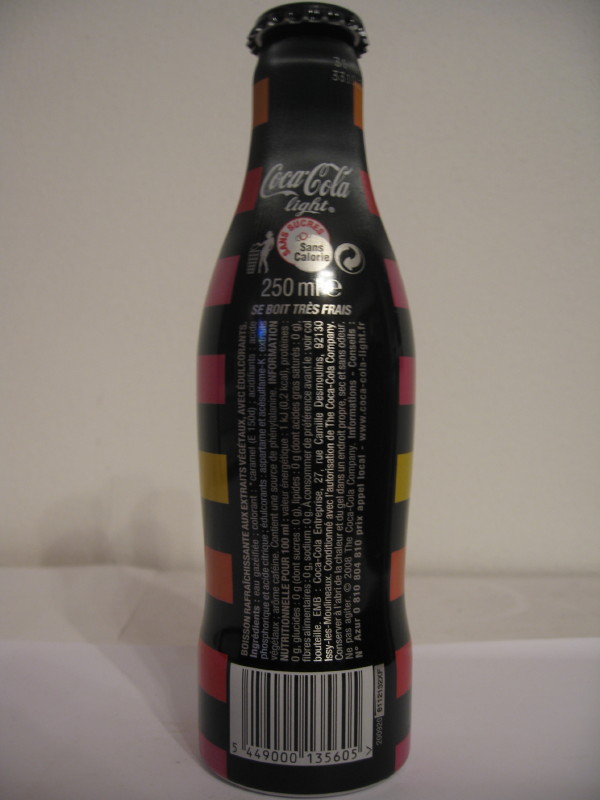 Coca-Cola
light®
SANS SUCRES
Sans
Calorie
250 ml e
SE BOIT TRÈS FRAIS
BOISSON RAFRAÎCHISSANTE AUX EXTRAITS VÉGÉTAUX, AVEC ÉDULCORANTS.
Ingrédients : eau gazéifiée ; colorant : caramel (E 150d) ; acidifiants : acide
phosphorique et acide citrique ; édulcorants : aspartame et acésulfame-K ; extraits
végétaux ; arôme caféine. Contient une source de phénylalanine. INFORMATION
NUTRITIONNELLE POUR 100 ml : valeur énergétique : 1 kJ (0,2 kcal), protéines :
0 g, glucides : 0 g (dont sucres : 0 g), lipides : 0 g (dont acides gras saturés : 0 g),
fibres alimentaires : 0 g, sodium : 0 g. A consommer de préférence avant le : voir col
bouteille. EMB : Coca-Cola Entreprise, 27, rue Camille Desmoulins, 92130
Issy-les-Moulineaux. Conditionné avec l'autorisation de The Coca-Cola Company.
Conserver à l'abri de la chaleur et du gel dans un endroit propre, sec et sans odeur.
Ne pas agiter. © 2008 The Coca-Cola Company. Informations - Conseils :
N° Azur 0 810 804 810 prix appel local - www.coca-cola-light.fr
5 449000 135605 >